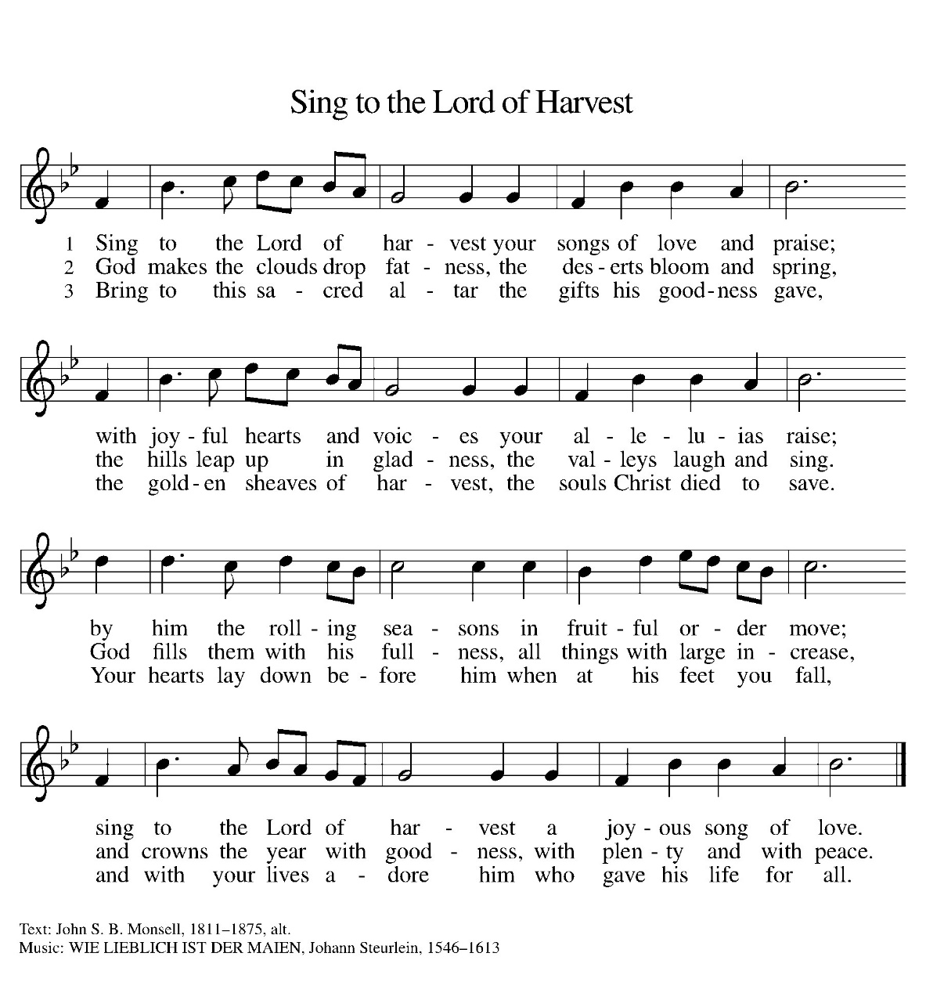 Sing to the Lord of Harvest
1 Sing to the Lord of har - vest your songs of love and praise;
2 God makes the clouds drop fat - ness, the des - erts bloom and spring,
3 Bring to this sa - cred al - tar the gifts his good - ness gave,
with joy - ful hearts and voic - es your al - le - lu - ias raise;
the hills leap up in glad - ness, the val - leys laugh and sing.
the gold - en sheaves of har - vest, the souls Christ died to save.
by him the roll - ing sea - sons in fruit - ful or - der move;
God fills them with his full - ness, all things with large in - crease,
Your hearts lay down be - fore him when at his feet you fall,
sing to the Lord of har - vest a joy - ous song of love.
and crowns the year with good - ness, with plen - ty and with peace.
and with your lives a - dore him who gave his life for all.
Text: John S. B. Monsell, 1811–1875, alt.
Music: WIE LIEBLICH IST DER MAIEN, Johann Steurlein, 1546–1613